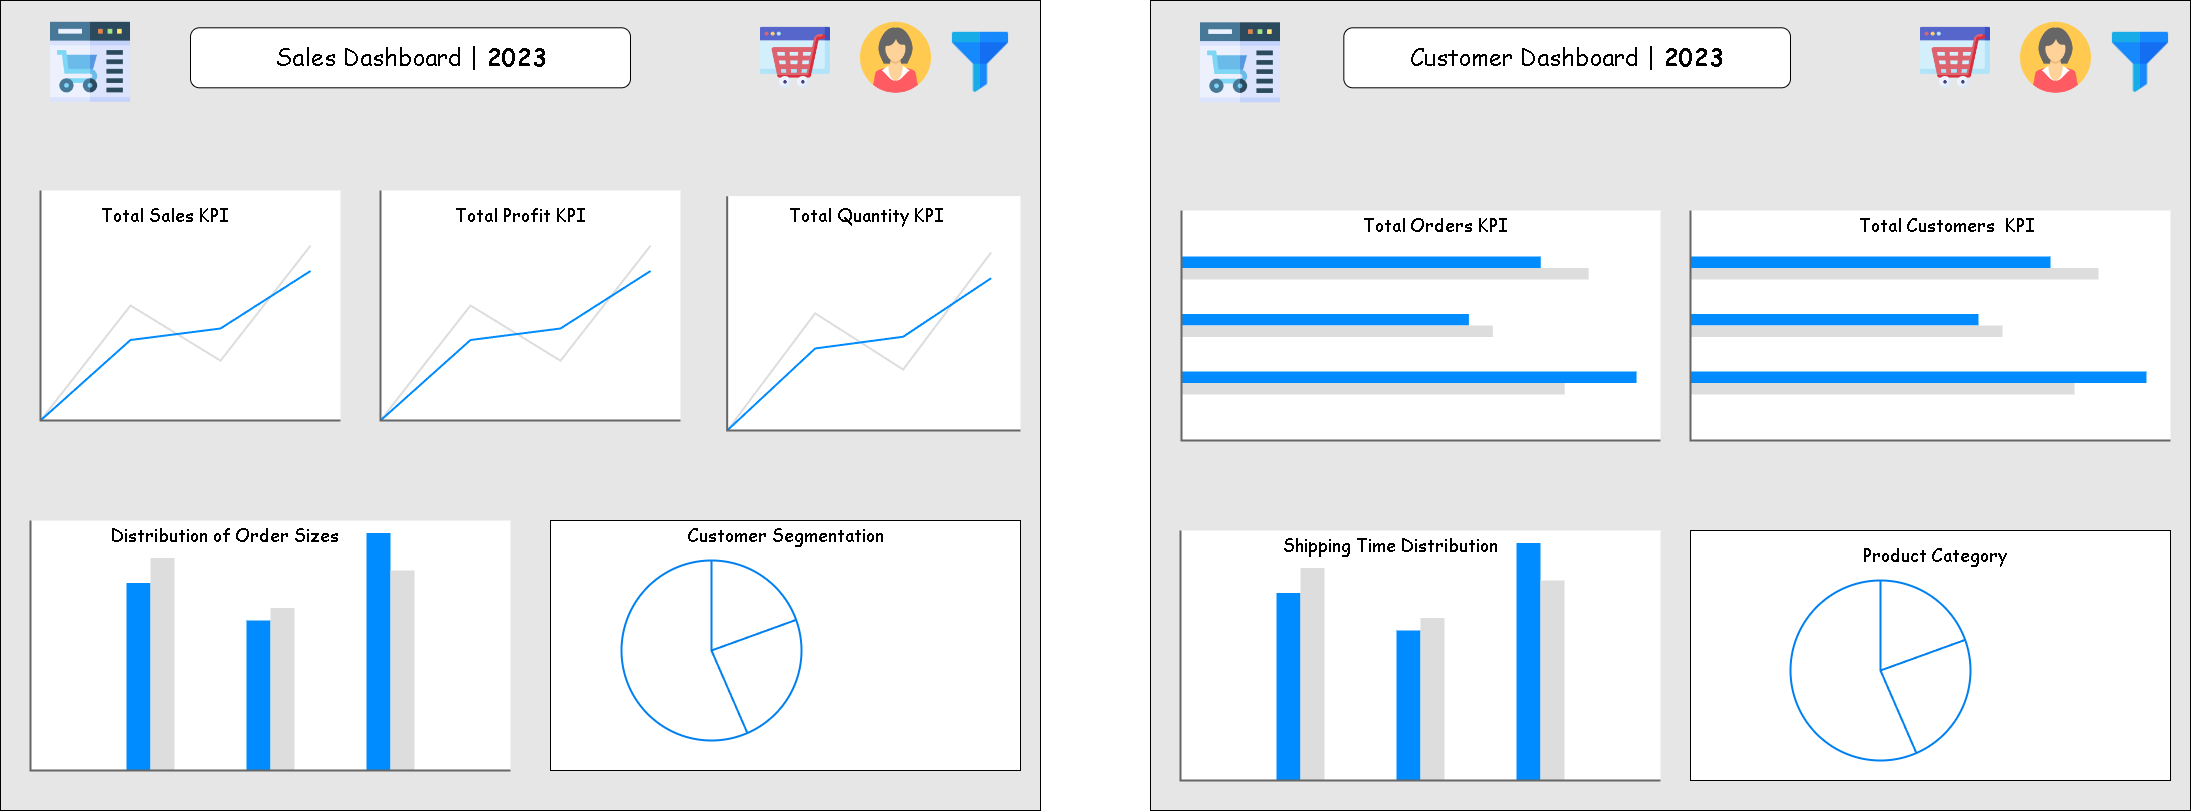 Sales Dashboard | 2023
Total Sales KPI
Total Profit KPI
Total Quantity KPI
Distribution of Order Sizes
Customer Segmentation
Customer Dashboard | 2023
Total Orders KPI
Total Customers  KPI
Shipping Time Distribution
Product Category